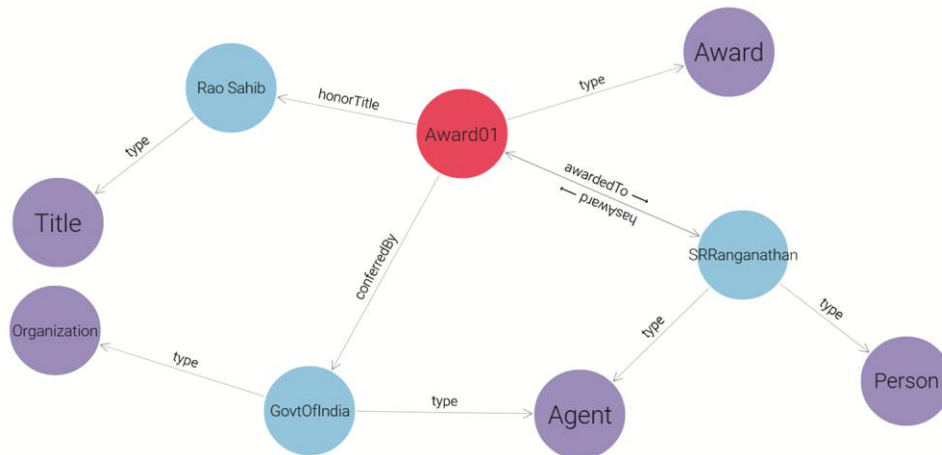 Award
type
Rao Sahib
honorTitle
Award01
type
awardedTo ⟶
hasAward ⟶
Title
conferredBy
SRRanganathan
Organization
type
type
type
GovtOfIndia
type
Agent
Person